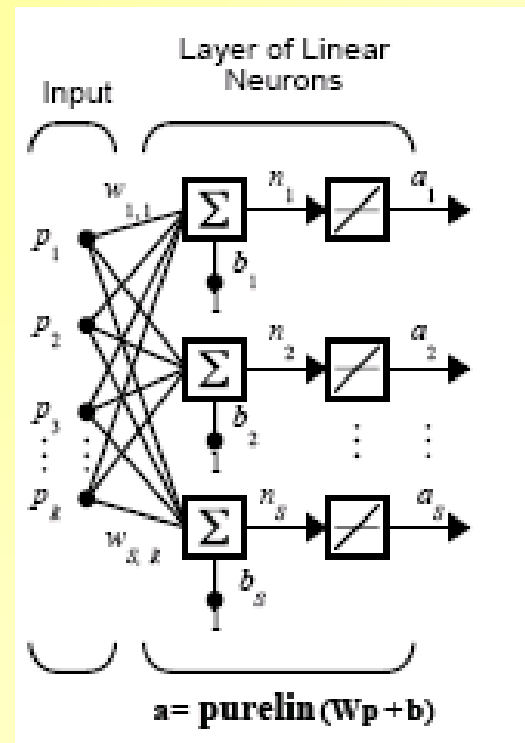 Layer of Linear
Neurons
Input
w1,1
n1
a1
Σ
p1
b1
1
p2
n2
a2
Σ
p3
b2
1
pR
nS
aS
Σ
wS, R
bS
1
a= purelin (Wp +b)